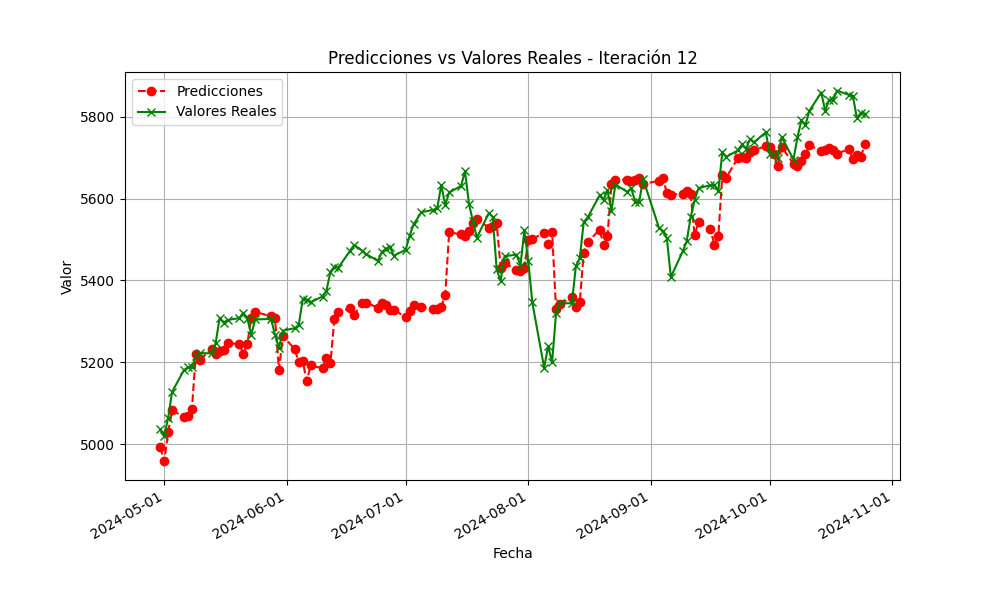 Predicciones vs Valores Reales - Iteración 12
Predicciones
Valores Reales
5800
5600
5400
5200
5000
Valor
2024-05-01
2024-06-01
2024-07-01
2024-08-01
2024-09-01
2024-10-01
2024-11-01
Fecha